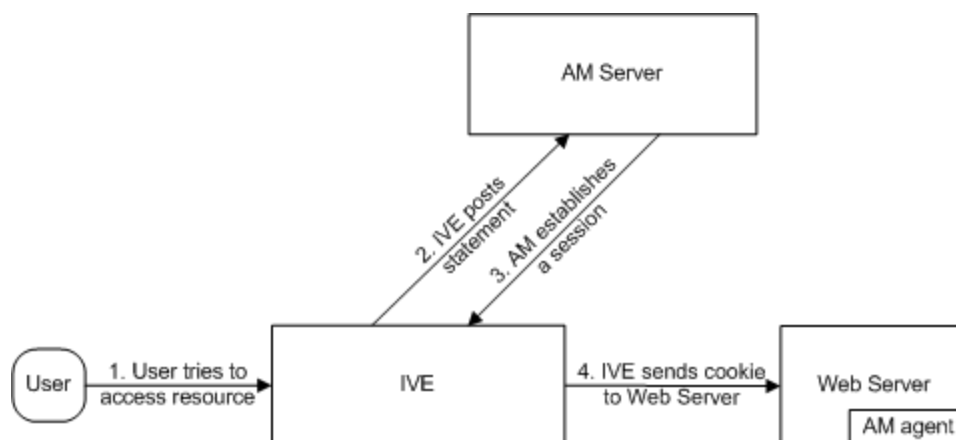 AM Server
2. IVE posts
statement
3. AM establishes
a session
User
1. User tries to
access resource
IVE
4. IVE sends cookie
to Web Server
Web Server
AM agent